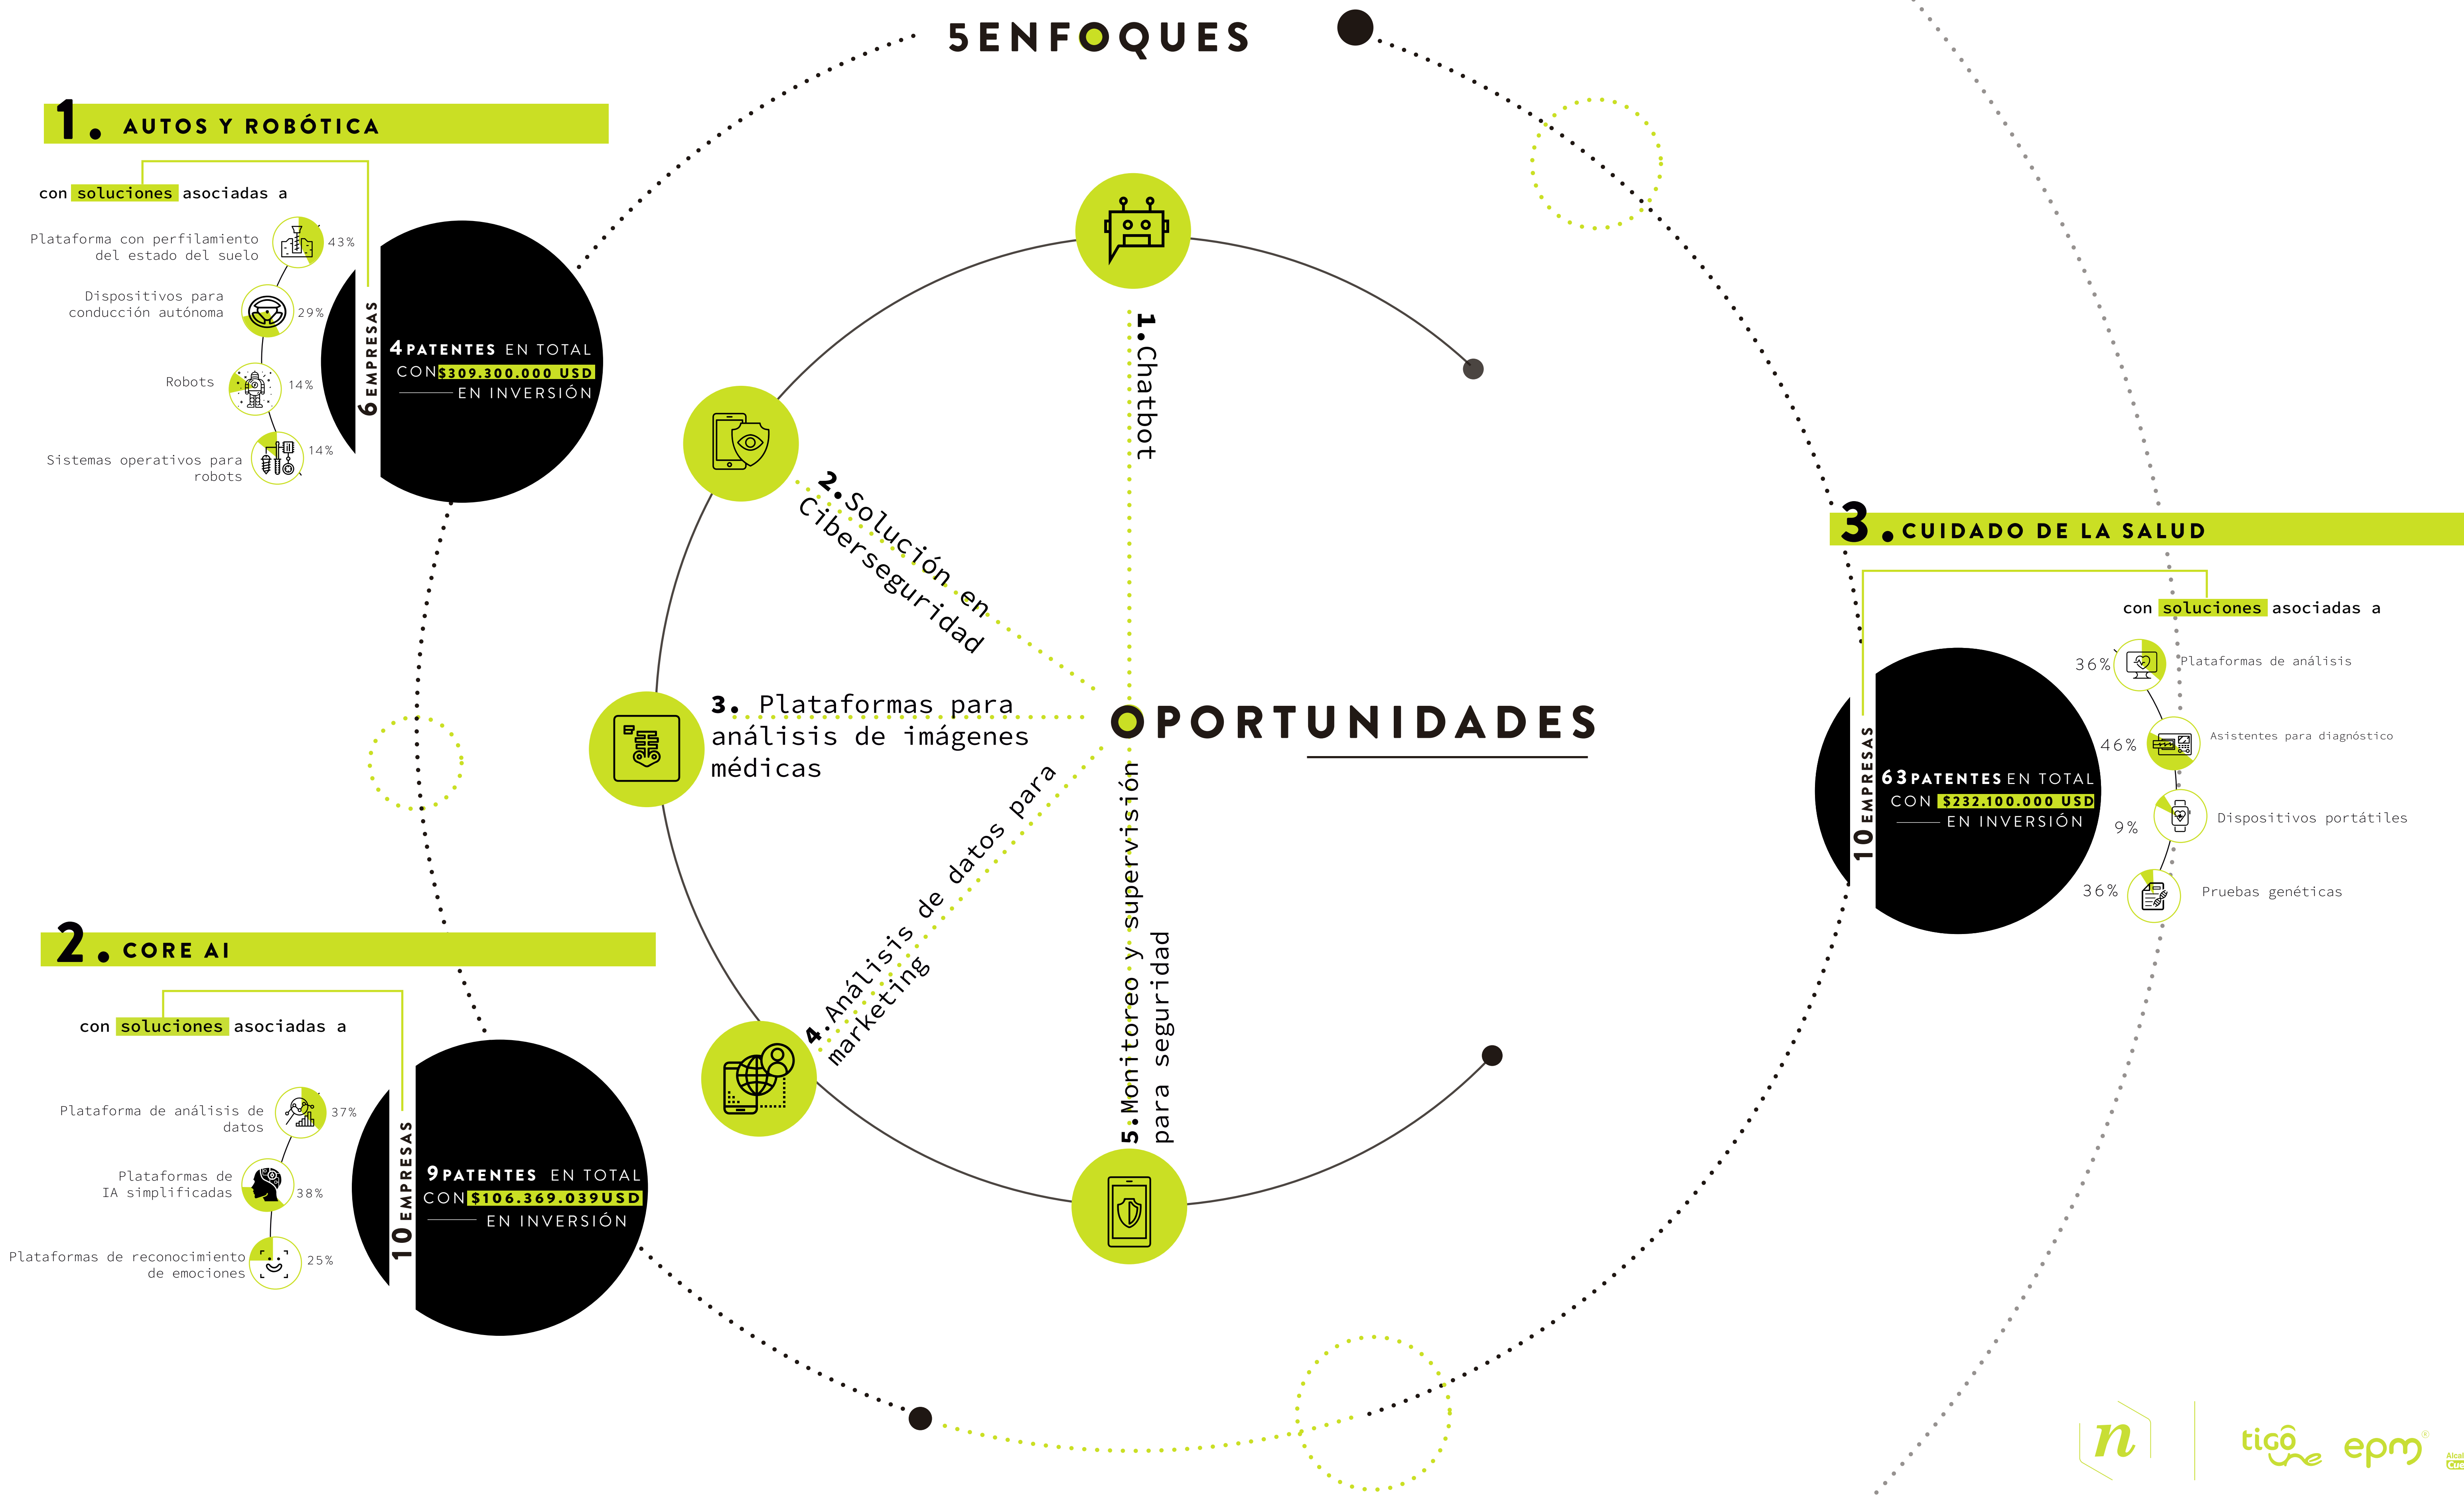 5 ENFOQUES
1. AUTOS Y ROBÓTICA
con soluciones asociadas a
Plataforma con perfilamiento
del estado del suelo
43%
Dispositivos para
conducción autónoma
29%
Robots
14%
Sistemas operativos para
robots
14%
6 EMPRESAS
4 PATENTES EN TOTAL
CON $309.300.000 USD
EN INVERSIÓN
2. CORE AI
con soluciones asociadas a
Plataforma de análisis de
datos
37%
Plataformas de
IA simplificadas
38%
Plataformas de reconocimiento
de emociones
25%
10 EMPRESAS
9 PATENTES EN TOTAL
CON $106.369.039 USD
EN INVERSIÓN
OPORTUNIDADES
1. Chatbot
2. Solución en
Ciberseguridad
3. Plataformas para
análisis de imágenes
médicas
4. Análisis de datos para
marketing
5. Monitoreo y supervisión
para seguridad
3. CUIDADO DE LA SALUD
con soluciones asociadas a
36%
Plataformas de análisis
46%
Asistentes para diagnóstico
9%
Dispositivos portátiles
36%
Pruebas genéticas
10 EMPRESAS
63 PATENTES EN TOTAL
CON $232.100.000 USD
EN INVERSIÓN
n
tigo
une
epm®